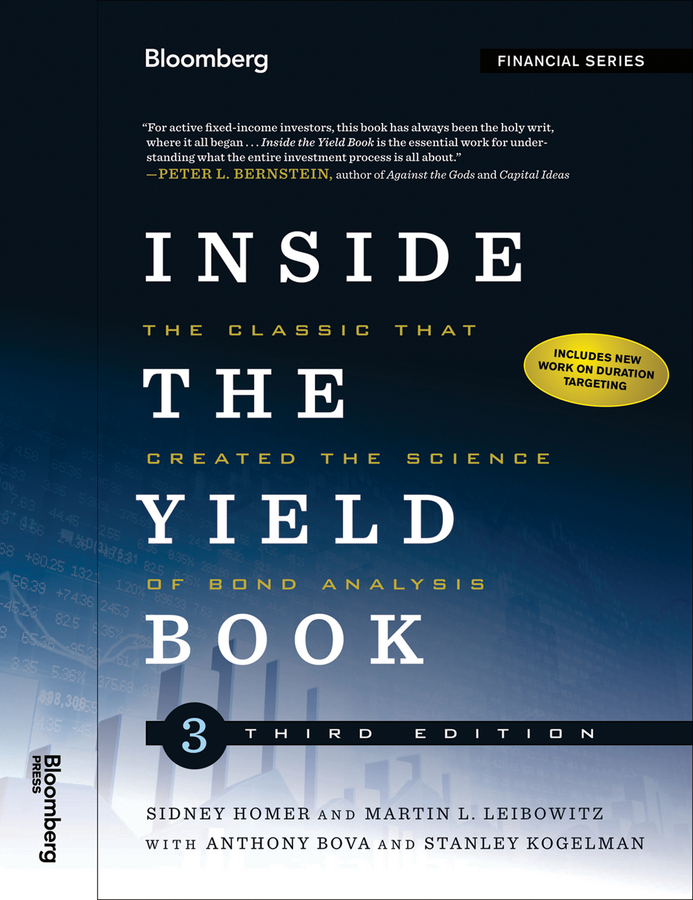 Bloomberg
FINANCIAL SERIES
“For active fixed-income investors, this book has always been the holy writ,
where it all began . . . Inside the Yield Book is the essential work for under-
standing what the entire investment process is all about.”
—PETER L. BERNSTEIN, author of Against the Gods and Capital Ideas
INSIDE
THE CLASSIC THAT
THE
INCLUDES NEW
WORK ON DURATION
TARGETING
CREATED THE SCIENCE
YIELD
OF BOND ANALYSIS
BOOK
3 THIRD EDITION
SIDNEY HOMER AND MARTIN L. LEIBOWITZ
WITH ANTHONY BOVA AND STANLEY KOGELMAN
Bloomberg
PRESS